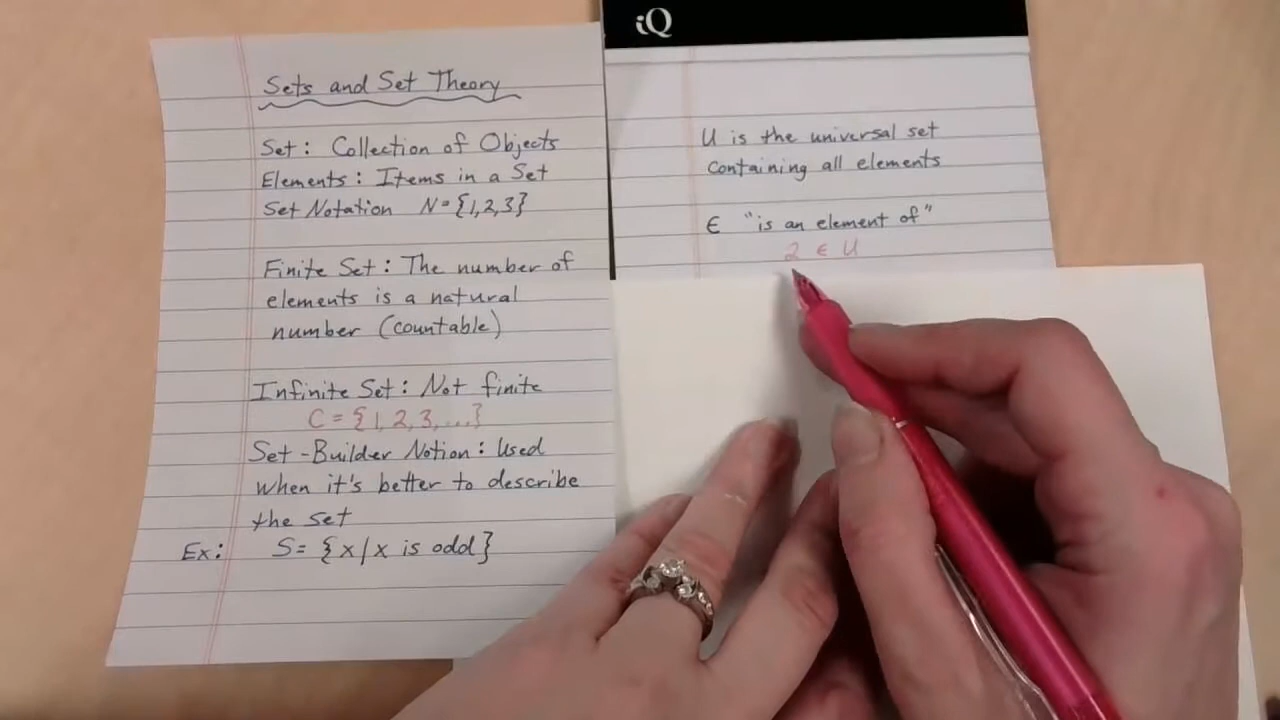 Sets and Set Theory
Set: Collection of Objects
Elements: Items in a Set
Set Notation N={1,2,3}
Finite Set: The number of
elements is a natural
number (countable)
Infinite Set: Not finite
C={1,2,3,...}
Set-Builder Notion: Used
when it's better to describe
the set
Ex: S= {x|x is odd}
iQ
U is the universal set
containing all elements
∈ "is an element of"
2 ∈ U